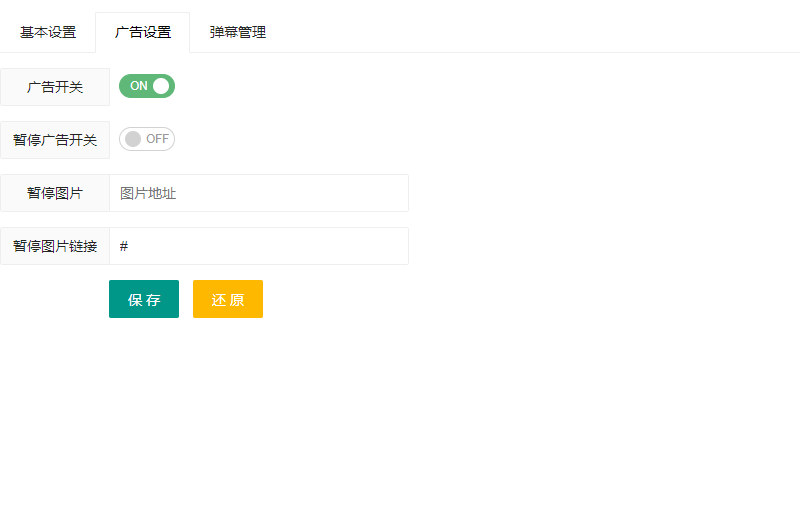 基本设置 广告设置 弹幕管理
广告开关 ON
暂停广告开关 OFF
暂停图片 图片地址
暂停图片链接 #
保存 还原